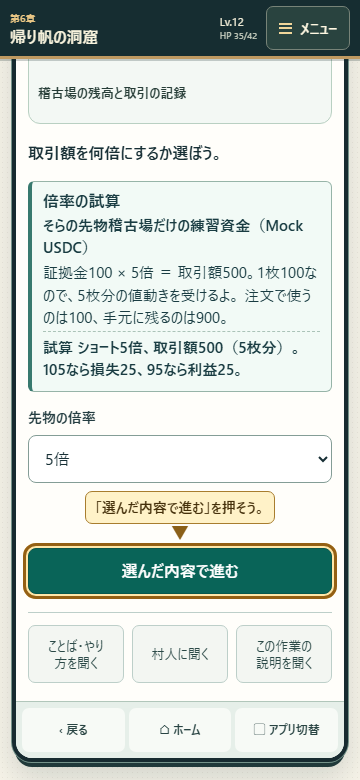 第6章
帰り帆の洞窟
Lv.12
HP 35/42
☰ メニュー
稽古場の残高と取引の記録
取引額を何倍にするか選ぼう。
倍率の試算
そらの先物稽古場だけの練習資金（Mock
USDC）
証拠金100 × 5倍 ＝ 取引額500。1枚100な
ので、5枚分の値動きを受けるよ。注文で使う
のは100、手元に残るのは900。
試算 ショート5倍、取引額500（5枚分）。
105なら損失25、95なら利益25。
先物の倍率
5倍
「選んだ内容で進む」を押そう。
選んだ内容で進む
ことば・やり
方を聞く
村人に聞く
この作業の
説明を聞く
‹ 戻る
⌂ ホーム
□ アプリ切替